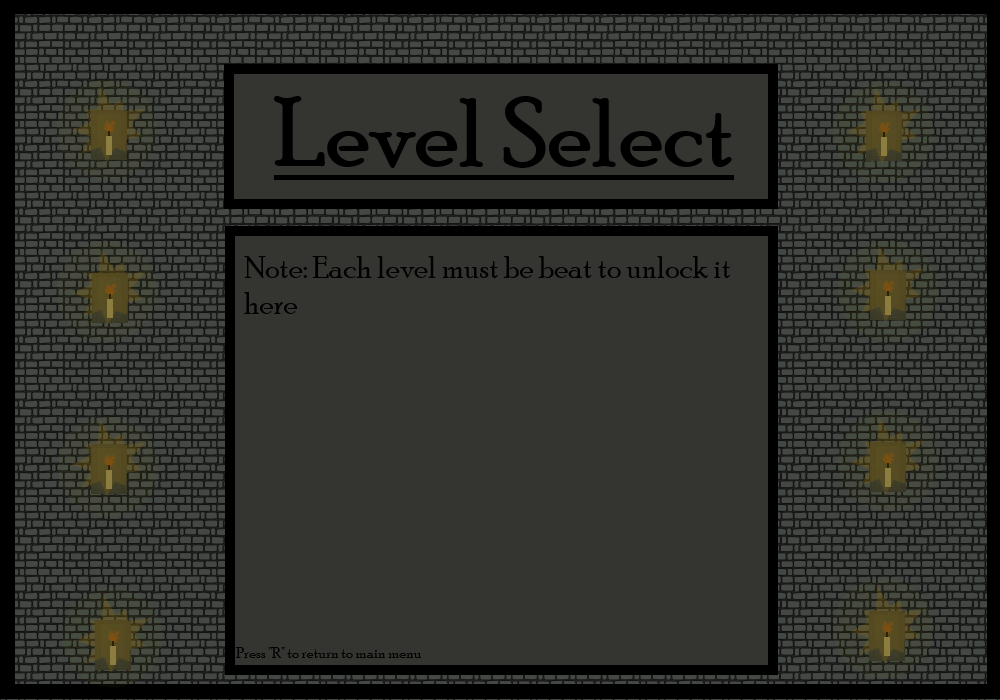 Level Select
Note: Each level must be beat to unlock it
here
Press "R" to return to main menu